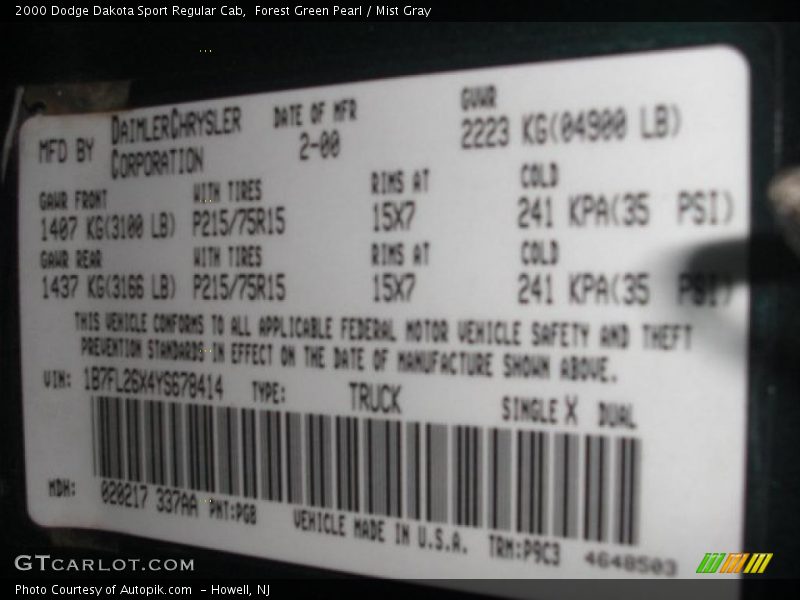 2000 Dodge Dakota Sport Regular Cab,  Forest Green Pearl / Mist Gray
MFD BY DAIMLERCHRYSLER CORPORATION
DATE OF MFR 2-00
GVWR 2223 KG(04900 LB)
GAWR FRONT WITH TIRES RIMS AT COLD
1407 KG(3100 LB) P215/75R15 15X7 241 KPA(35 PSI)
GAWR REAR WITH TIRES RIMS AT COLD
1437 KG(3166 LB) P215/75R15 15X7 241 KPA(35 PSI)
THIS VEHICLE CONFORMS TO ALL APPLICABLE FEDERAL MOTOR VEHICLE SAFETY AND THEFT
PREVENTION STANDARDS IN EFFECT ON THE DATE OF MANUFACTURE SHOWN ABOVE.
VIN: 1B7FL26X4YS678414 TYPE: TRUCK SINGLE X DUAL
MDH: 020217 337AA PNT:PG8 VEHICLE MADE IN U.S.A. TRM:P9C3 4648503
GTCARLOT.COM
Photo Courtesy of Autopik.com  - Howell, NJ